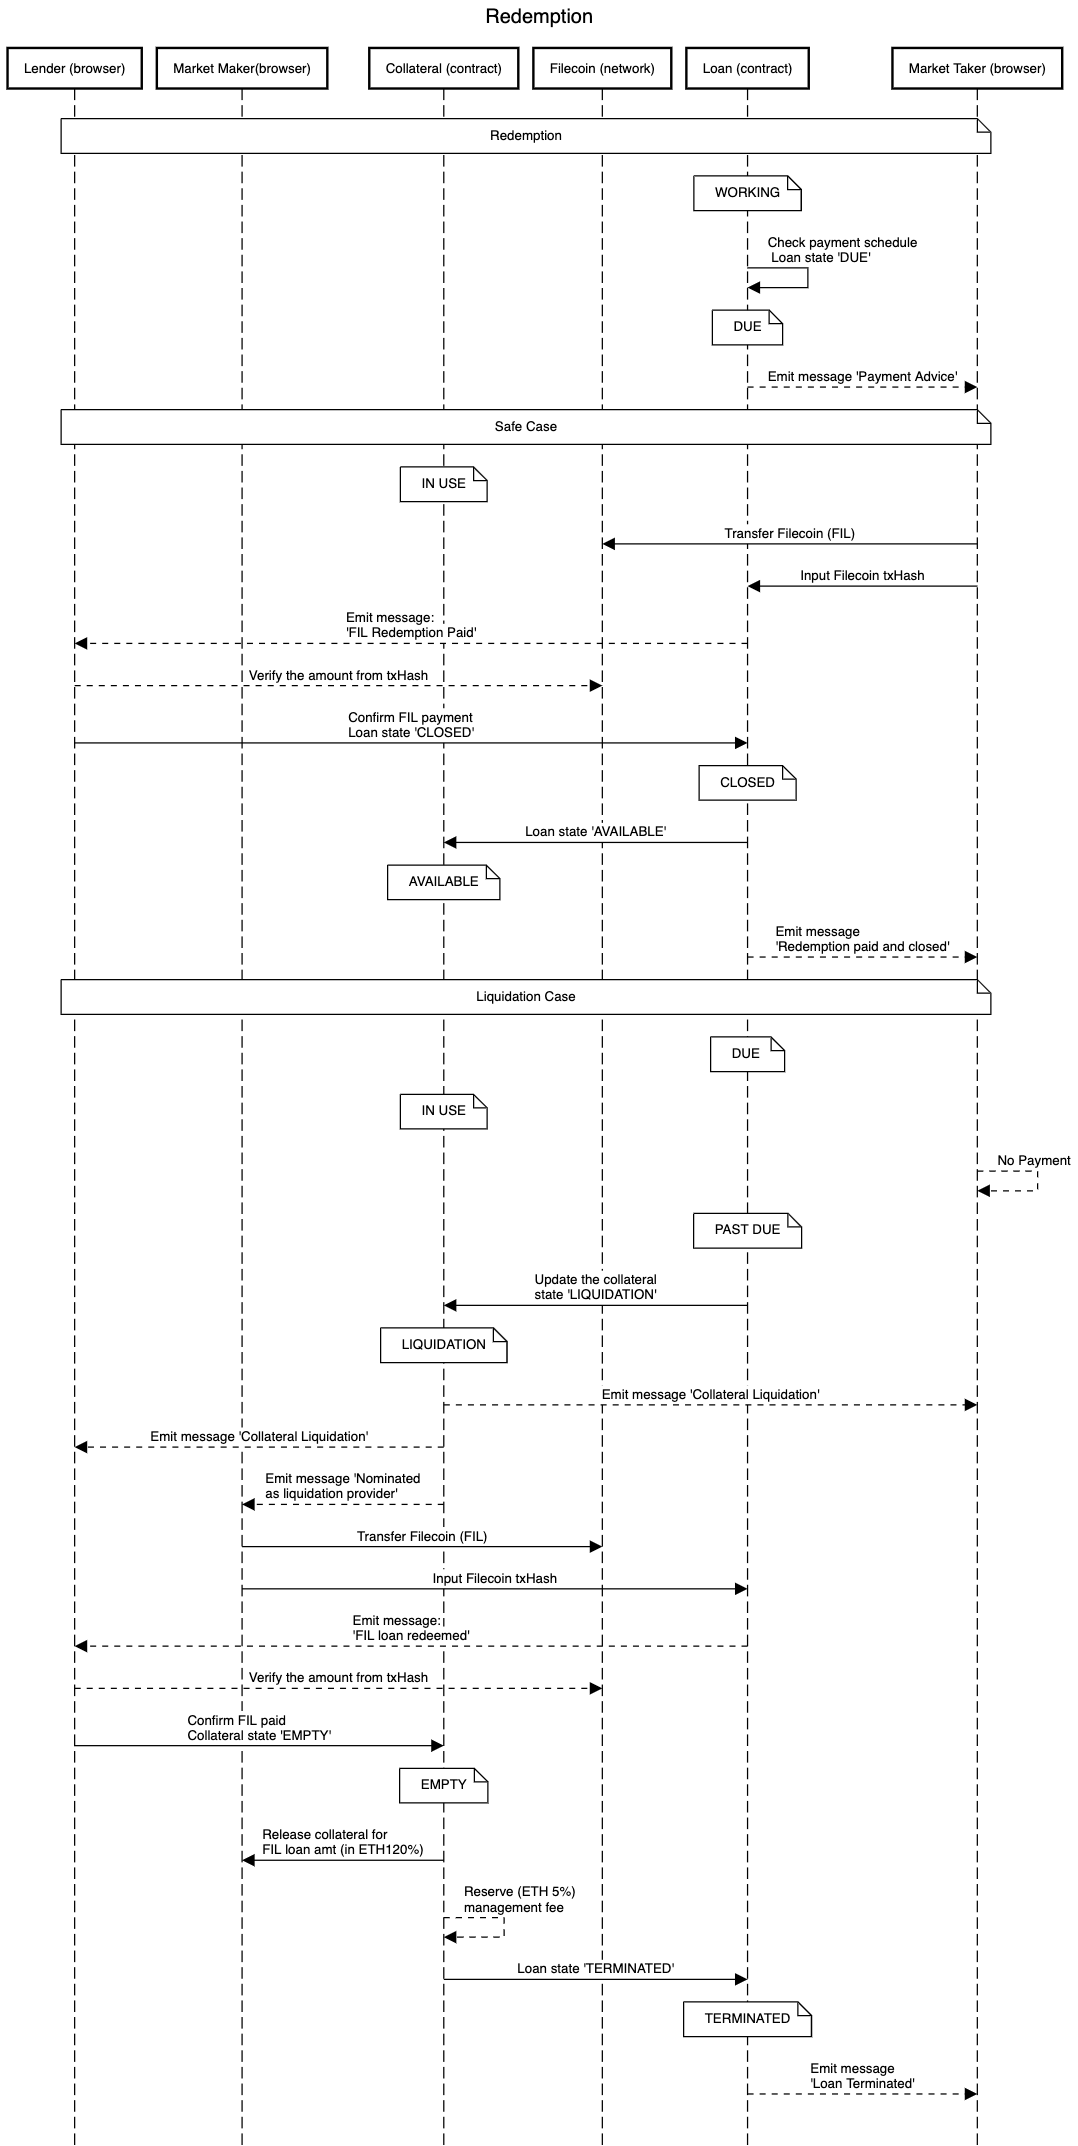 Redemption
Lender (browser)
Market Maker(browser)
Collateral (contract)
Filecoin (network)
Loan (contract)
Market Taker (browser)
Redemption
WORKING
Check payment schedule
Loan state 'DUE'
DUE
Emit message 'Payment Advice'
Safe Case
IN USE
Transfer Filecoin (FIL)
Input Filecoin txHash
Emit message:
'FIL Redemption Paid'
Verify the amount from txHash
Confirm FIL payment
Loan state 'CLOSED'
CLOSED
Loan state 'AVAILABLE'
AVAILABLE
Emit message
'Redemption paid and closed'
Liquidation Case
DUE
IN USE
No Payment
PAST DUE
Update the collateral
state 'LIQUIDATION'
LIQUIDATION
Emit message 'Collateral Liquidation'
Emit message 'Collateral Liquidation'
Emit message 'Nominated
as liquidation provider'
Transfer Filecoin (FIL)
Input Filecoin txHash
Emit message:
'FIL loan redeemed'
Verify the amount from txHash
Confirm FIL paid
Collateral state 'EMPTY'
EMPTY
Release collateral for
FIL loan amt (in ETH120%)
Reserve (ETH 5%)
management fee
Loan state 'TERMINATED'
TERMINATED
Emit message
'Loan Terminated'